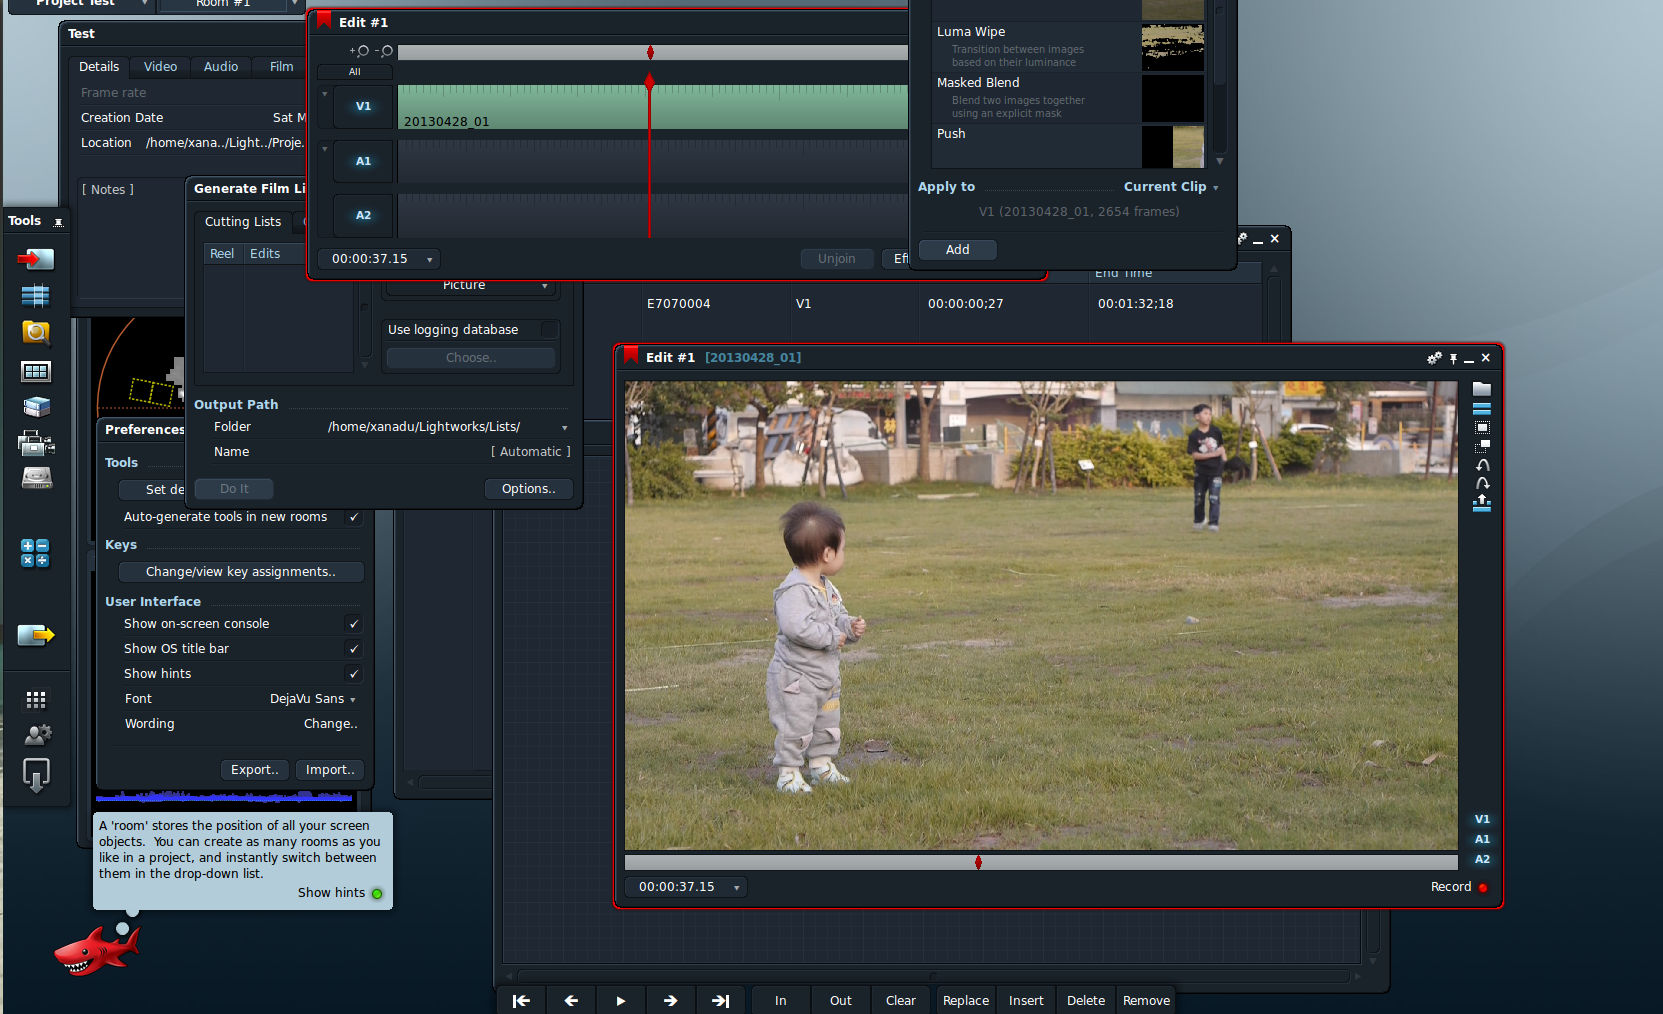 Project Test
Room #1
Test
Details
Video
Audio
Film
Frame rate
Creation Date
Sat M
Location /home/xana../Light../Proje.
[ Notes ]
Tools
Edit #1
All
V1
20130428_01
A1
A2
00:00:37.15
Unjoin
Eff
Luma Wipe
Transition between images
based on their luminance
Masked Blend
Blend two images together
using an explicit mask
Push
Apply to
Current Clip
V1 (20130428_01, 2654 frames)
Add
Generate Film Li
Cutting Lists
Reel
Edits
Picture
Use logging database
Choose..
Output Path
Folder /home/xanadu/Lightworks/Lists/
Name [ Automatic ]
Do It
Options..
End Time
E7070004 V1 00:00:00;27 00:01:32;18
Preferences
Tools
Set de
Auto-generate tools in new rooms
Keys
Change/view key assignments..
User Interface
Show on-screen console
Show OS title bar
Show hints
Font DejaVu Sans
Wording Change..
Export..
Import..
A 'room' stores the position of all your screen
objects. You can create as many rooms as you
like in a project, and instantly switch between
them in the drop-down list.
Show hints
Edit #1 [20130428_01]
V1
A1
A2
00:00:37.15
Record
In
Out
Clear
Replace
Insert
Delete
Remove